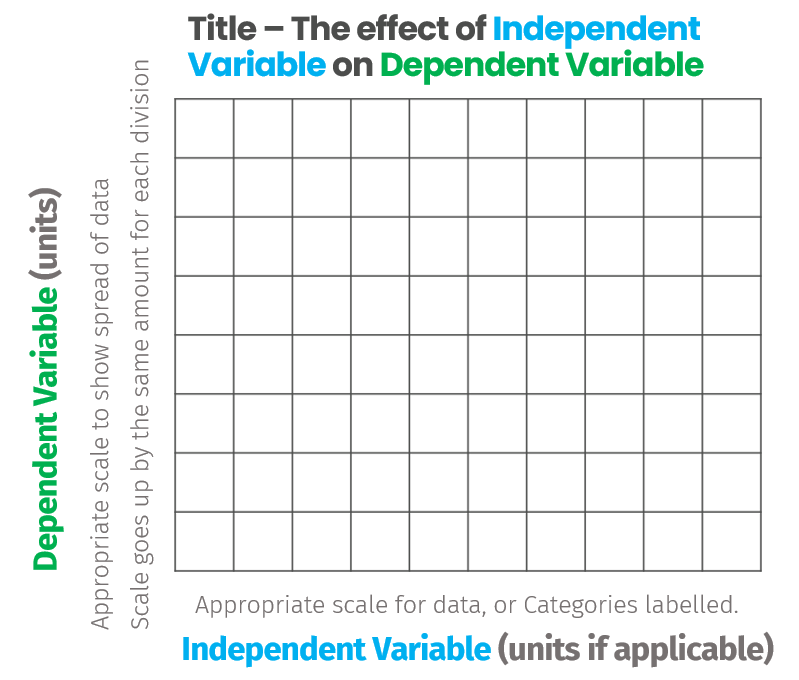 Title – The effect of Independent
Variable on Dependent Variable
Dependent Variable (units)
Appropriate scale to show spread of data
Scale goes up by the same amount for each division
Appropriate scale for data, or Categories labelled.
Independent Variable (units if applicable)